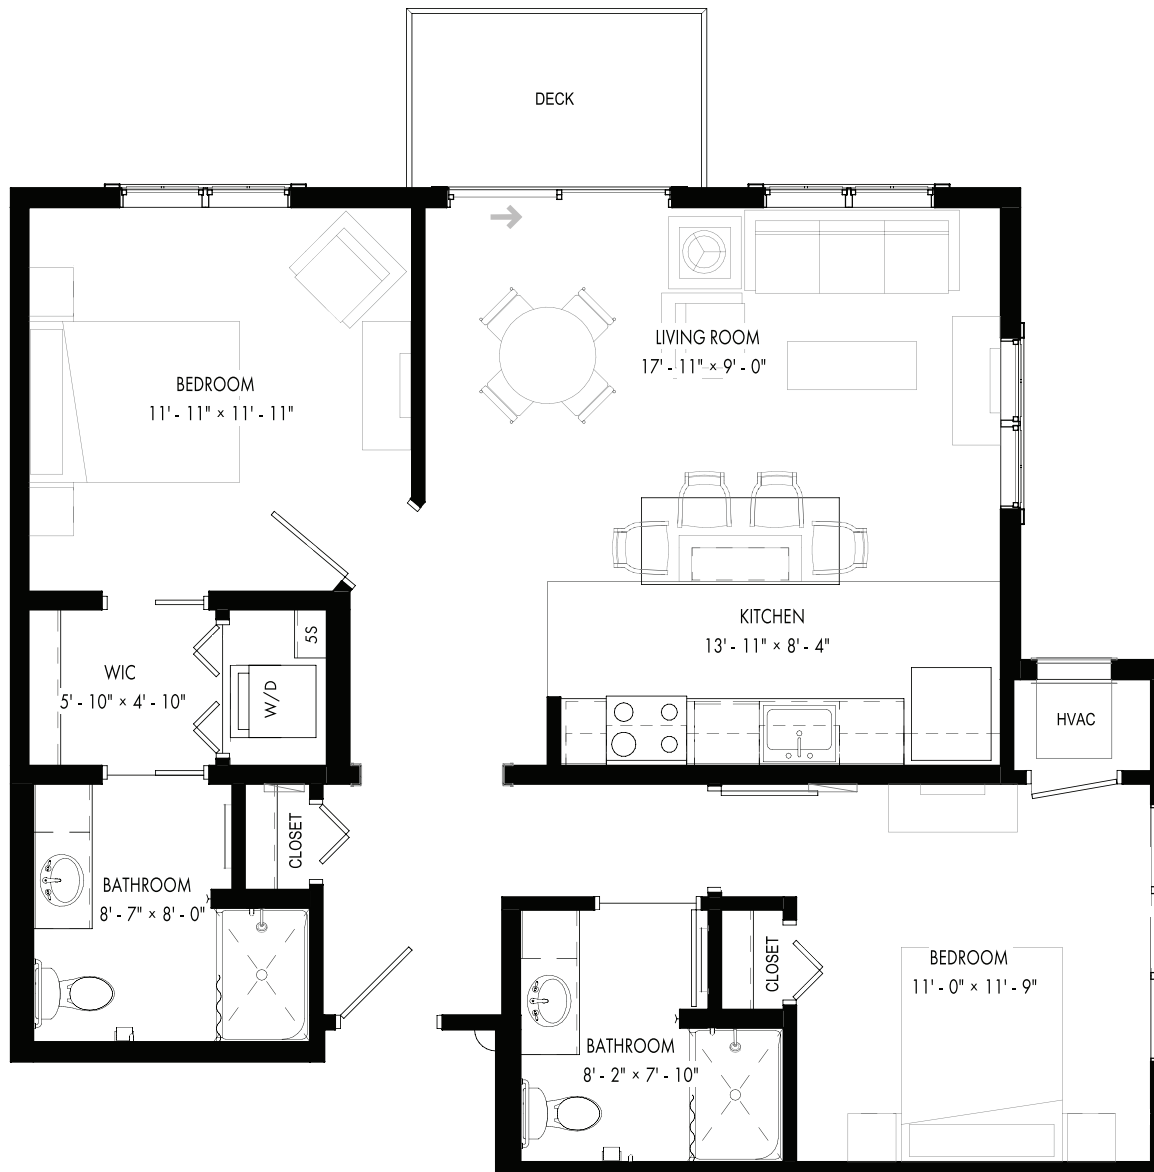 DECK
LIVING ROOM
17' - 11" × 9' - 0"
BEDROOM
11' - 11" × 11' - 11"
KITCHEN
13' - 11" × 8' - 4"
5S
WIC
5' - 10" × 4' - 10"
W/D
HVAC
CLOSET
BATHROOM
8' - 7" × 8' - 0"
CLOSET
BEDROOM
11' - 0" × 11' - 9"
BATHROOM
8' - 2" × 7' - 10"